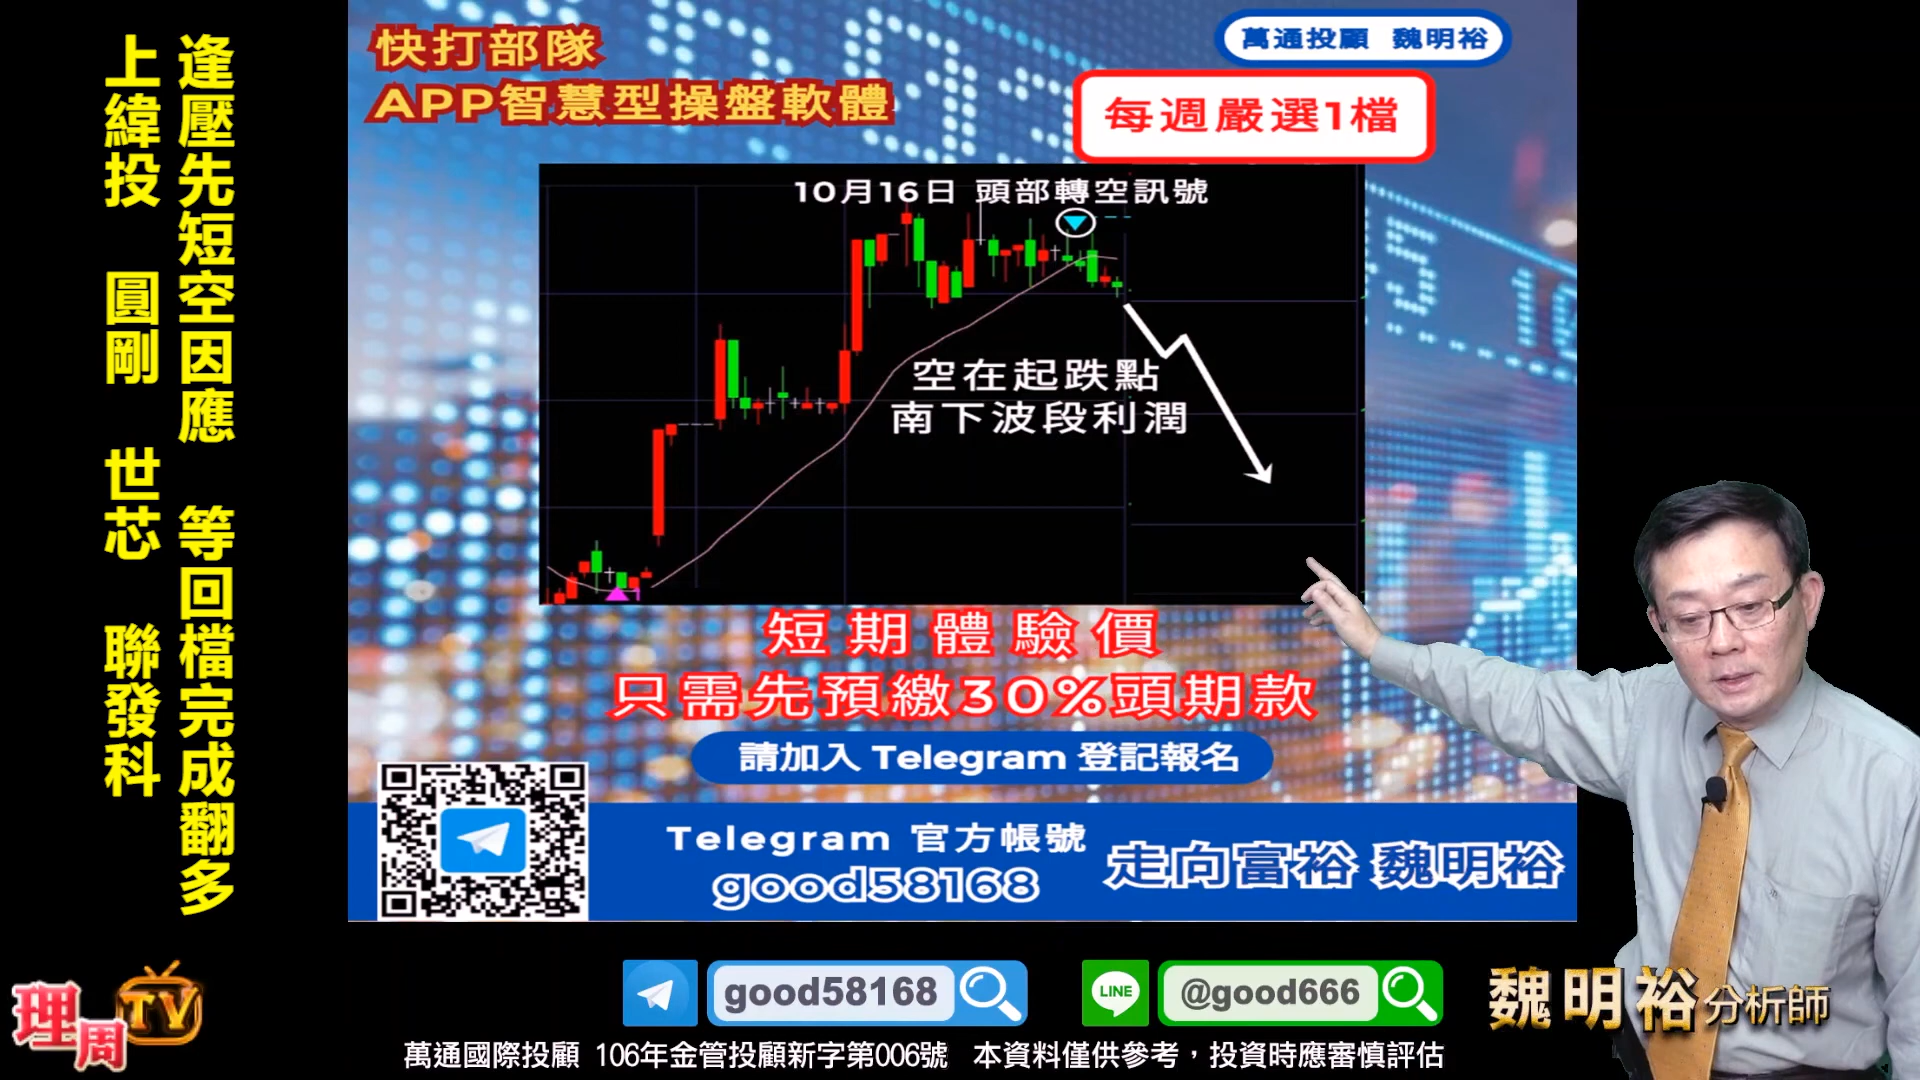 逢壓先短空因應 等回檔完成翻多
上緯投 圓剛 世芯 聯發科
快打部隊
APP智慧型操盤軟體
萬通投顧 魏明裕
每週嚴選1檔
10月16日 頭部轉空訊號
空在起跌點
南下波段利潤
短期體驗價
只需先預繳30%頭期款
請加入 Telegram 登記報名
Telegram 官方帳號
good58168
走向富裕 魏明裕
理周TV
good58168
LINE
@good666
魏明裕分析師
萬通國際投顧 106年金管投顧新字第006號 本資料僅供參考，投資時應審慎評估